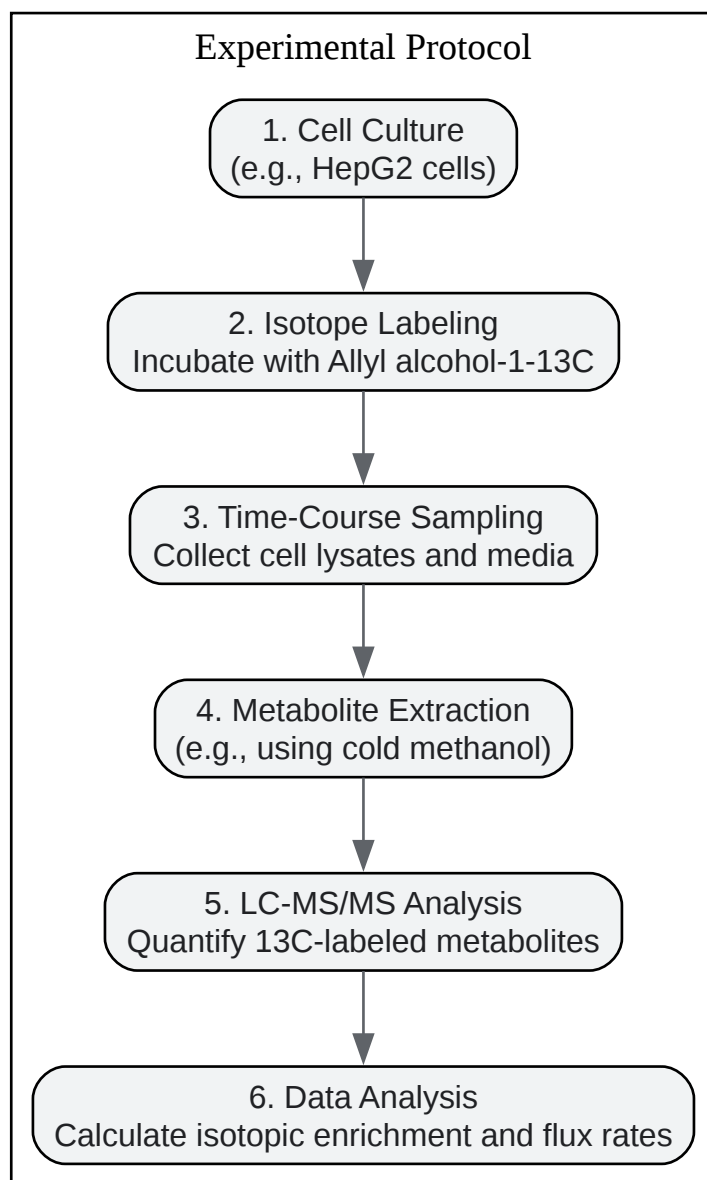 Experimental Protocol
1. Cell Culture
(e.g., HepG2 cells)
2. Isotope Labeling
Incubate with Allyl alcohol-1-13C
3. Time-Course Sampling
Collect cell lysates and media
4. Metabolite Extraction
(e.g., using cold methanol)
5. LC-MS/MS Analysis
Quantify 13C-labeled metabolites
6. Data Analysis
Calculate isotopic enrichment and flux rates